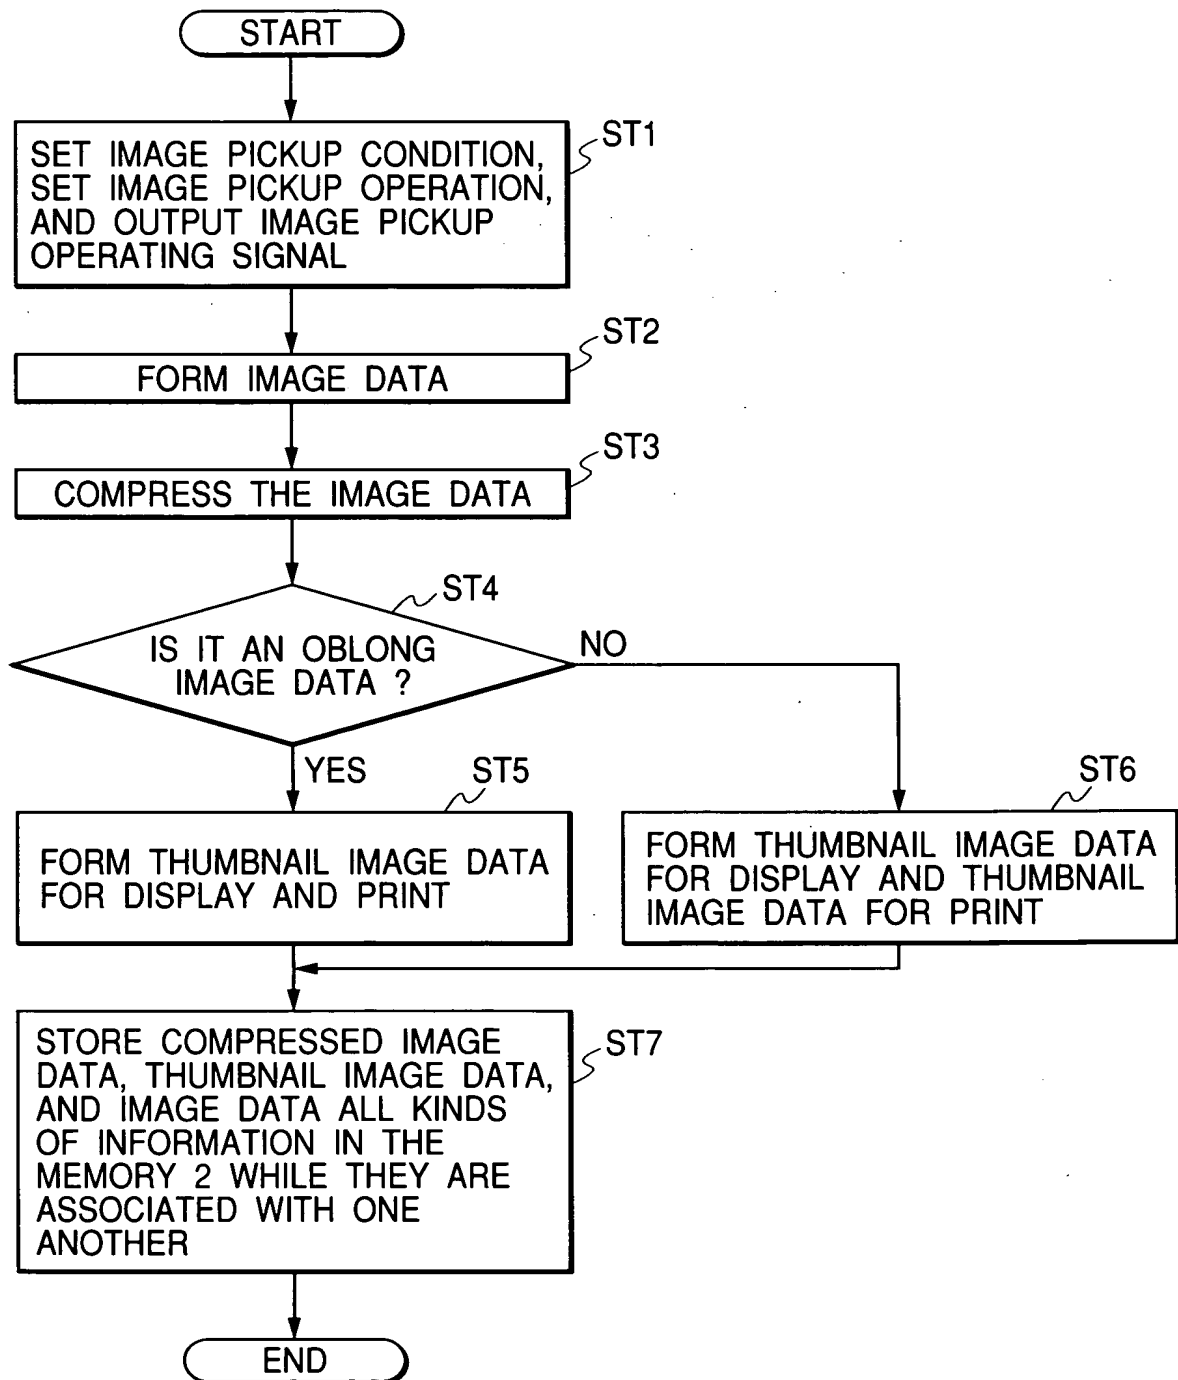 START
ST1
SET IMAGE PICKUP CONDITION,
SET IMAGE PICKUP OPERATION,
AND OUTPUT IMAGE PICKUP
OPERATING SIGNAL
ST2
FORM IMAGE DATA
ST3
COMPRESS THE IMAGE DATA
ST4
IS IT AN OBLONG
IMAGE DATA ?
NO
YES
ST5
FORM THUMBNAIL IMAGE DATA
FOR DISPLAY AND PRINT
ST6
FORM THUMBNAIL IMAGE DATA
FOR DISPLAY AND THUMBNAIL
IMAGE DATA FOR PRINT
ST7
STORE COMPRESSED IMAGE
DATA, THUMBNAIL IMAGE DATA,
AND IMAGE DATA ALL KINDS
OF INFORMATION IN THE
MEMORY 2 WHILE THEY ARE
ASSOCIATED WITH ONE
ANOTHER
END